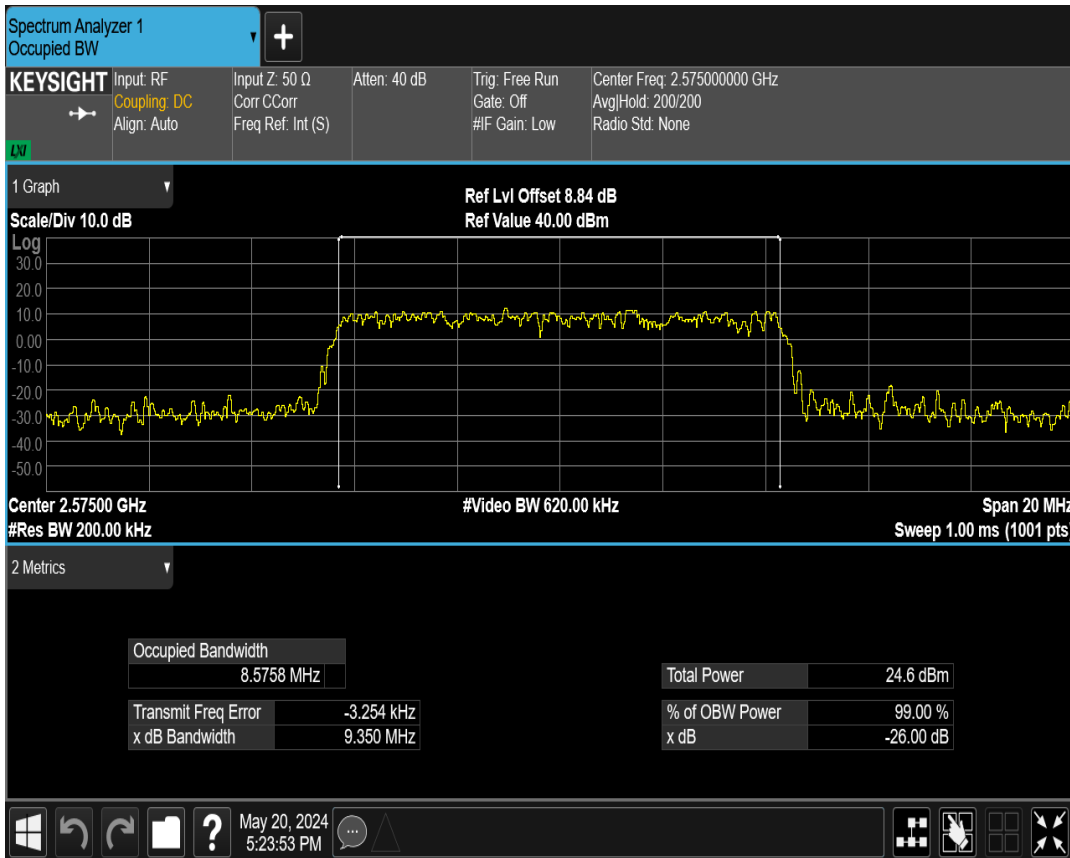 Spectrum Analyzer 1
Occupied BW
KEYSIGHT
Input: RF
Coupling: DC
Align: Auto
Input Z: 50 Ω
Corr CCorr
Freq Ref: Int (S)
Atten: 40 dB
Trig: Free Run
Gate: Off
#IF Gain: Low
Center Freq: 2.575000000 GHz
Avg|Hold: 200/200
Radio Std: None
LXI
1 Graph
Scale/Div 10.0 dB
Ref Lvl Offset 8.84 dB
Ref Value 40.00 dBm
Log
30.0
20.0
10.0
0.00
-10.0
-20.0
-30.0
-40.0
-50.0
Center 2.57500 GHz
#Res BW 200.00 kHz
#Video BW 620.00 kHz
Span 20 MHz
Sweep 1.00 ms (1001 pts)
2 Metrics
Occupied Bandwidth
8.5758 MHz
Transmit Freq Error -3.254 kHz
x dB Bandwidth 9.350 MHz
Total Power 24.6 dBm
% of OBW Power 99.00 %
x dB -26.00 dB
?
May 20, 2024
5:23:53 PM